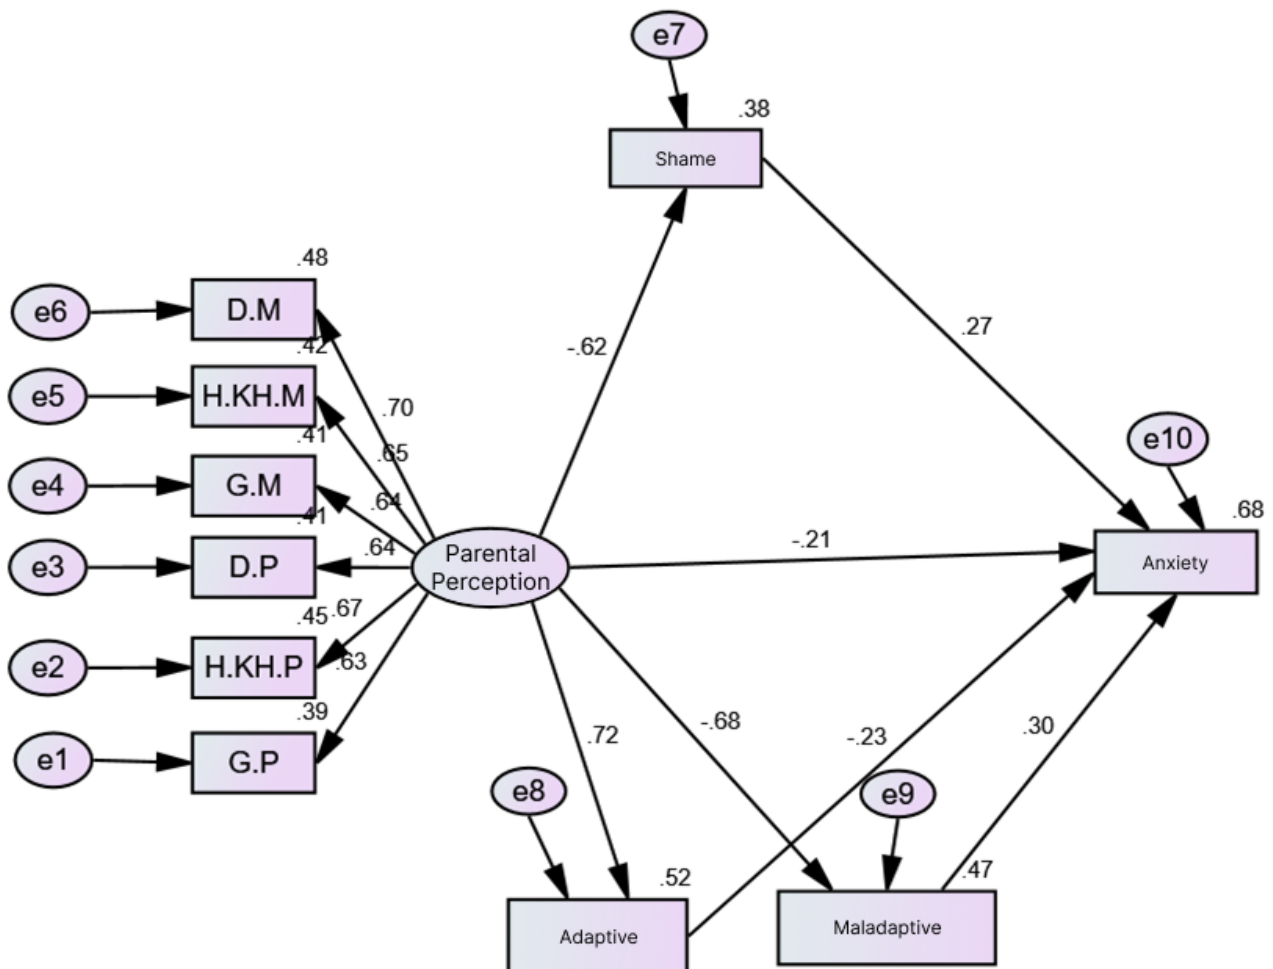 e7
.38
Shame
.48
e6
D.M
-.62
.27
.42
e5
H.KH.M
.70
.41
.65
e10
e4
G.M
.64
.41
.68
e3
D.P
.64
Parental
Perception
-.21
Anxiety
.45
.67
e2
H.KH.P
.63
.39
e1
G.P
.72
-.68
-.23
.30
e8
e9
.52
.47
Adaptive
Maladaptive